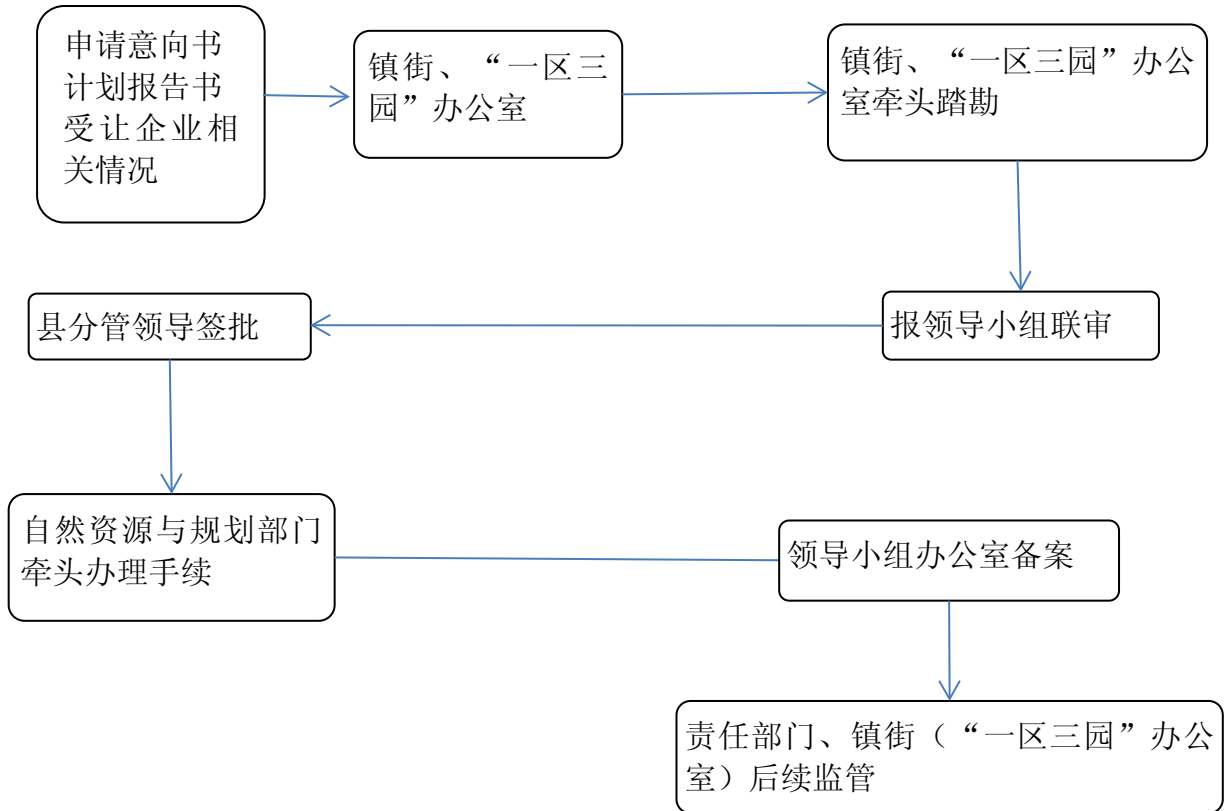 申请意向书
计划报告书
受让企业相
关情况
镇街、“一区三
园”办公室
镇街、“一区三园”办公
室牵头踏勘
报领导小组联审
县分管领导签批
自然资源与规划部门
牵头办理手续
领导小组办公室备案
责任部门、镇街（“一区三园”办公
室）后续监管